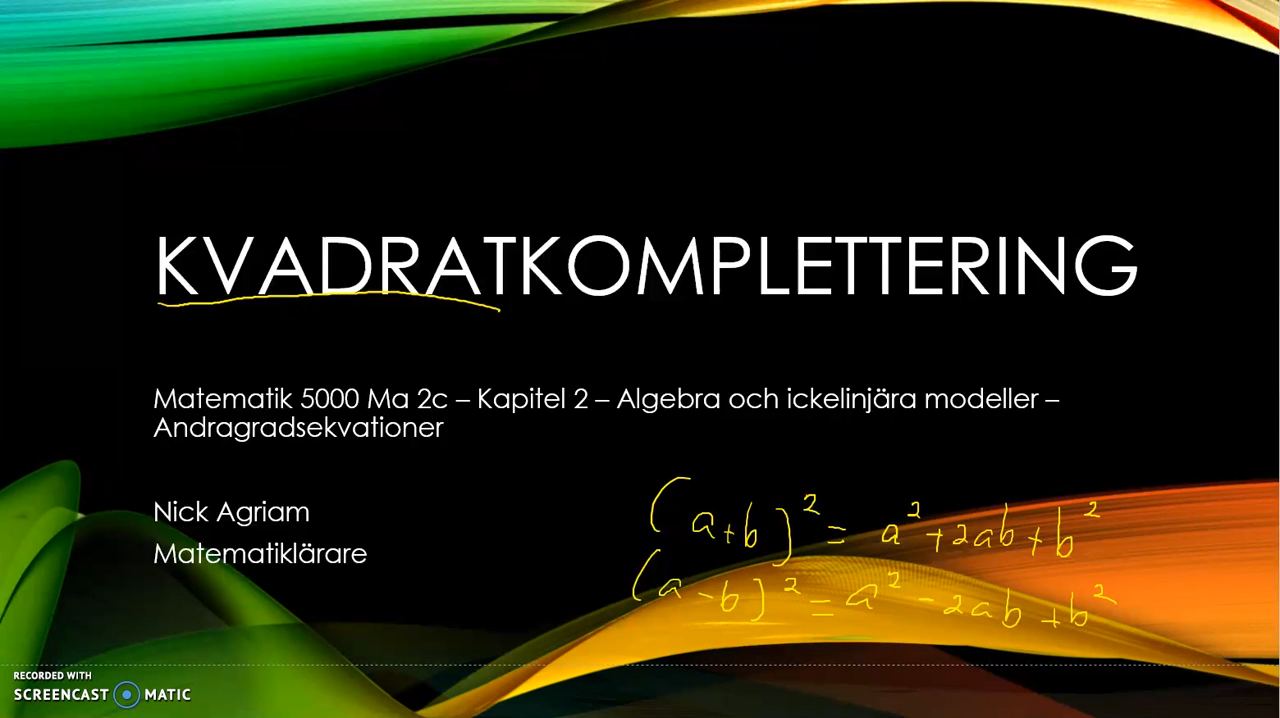 KVADRATKOMPLETTERING
Matematik 5000 Ma 2c – Kapitel 2 – Algebra och ickelinjära modeller –
Andragradsekvationer
Nick Agriam
Matematiklärare
(a+b)² = a² + 2ab + b²
(a-b)² = a² - 2ab + b²
RECORDED WITH
SCREENCAST MATIC